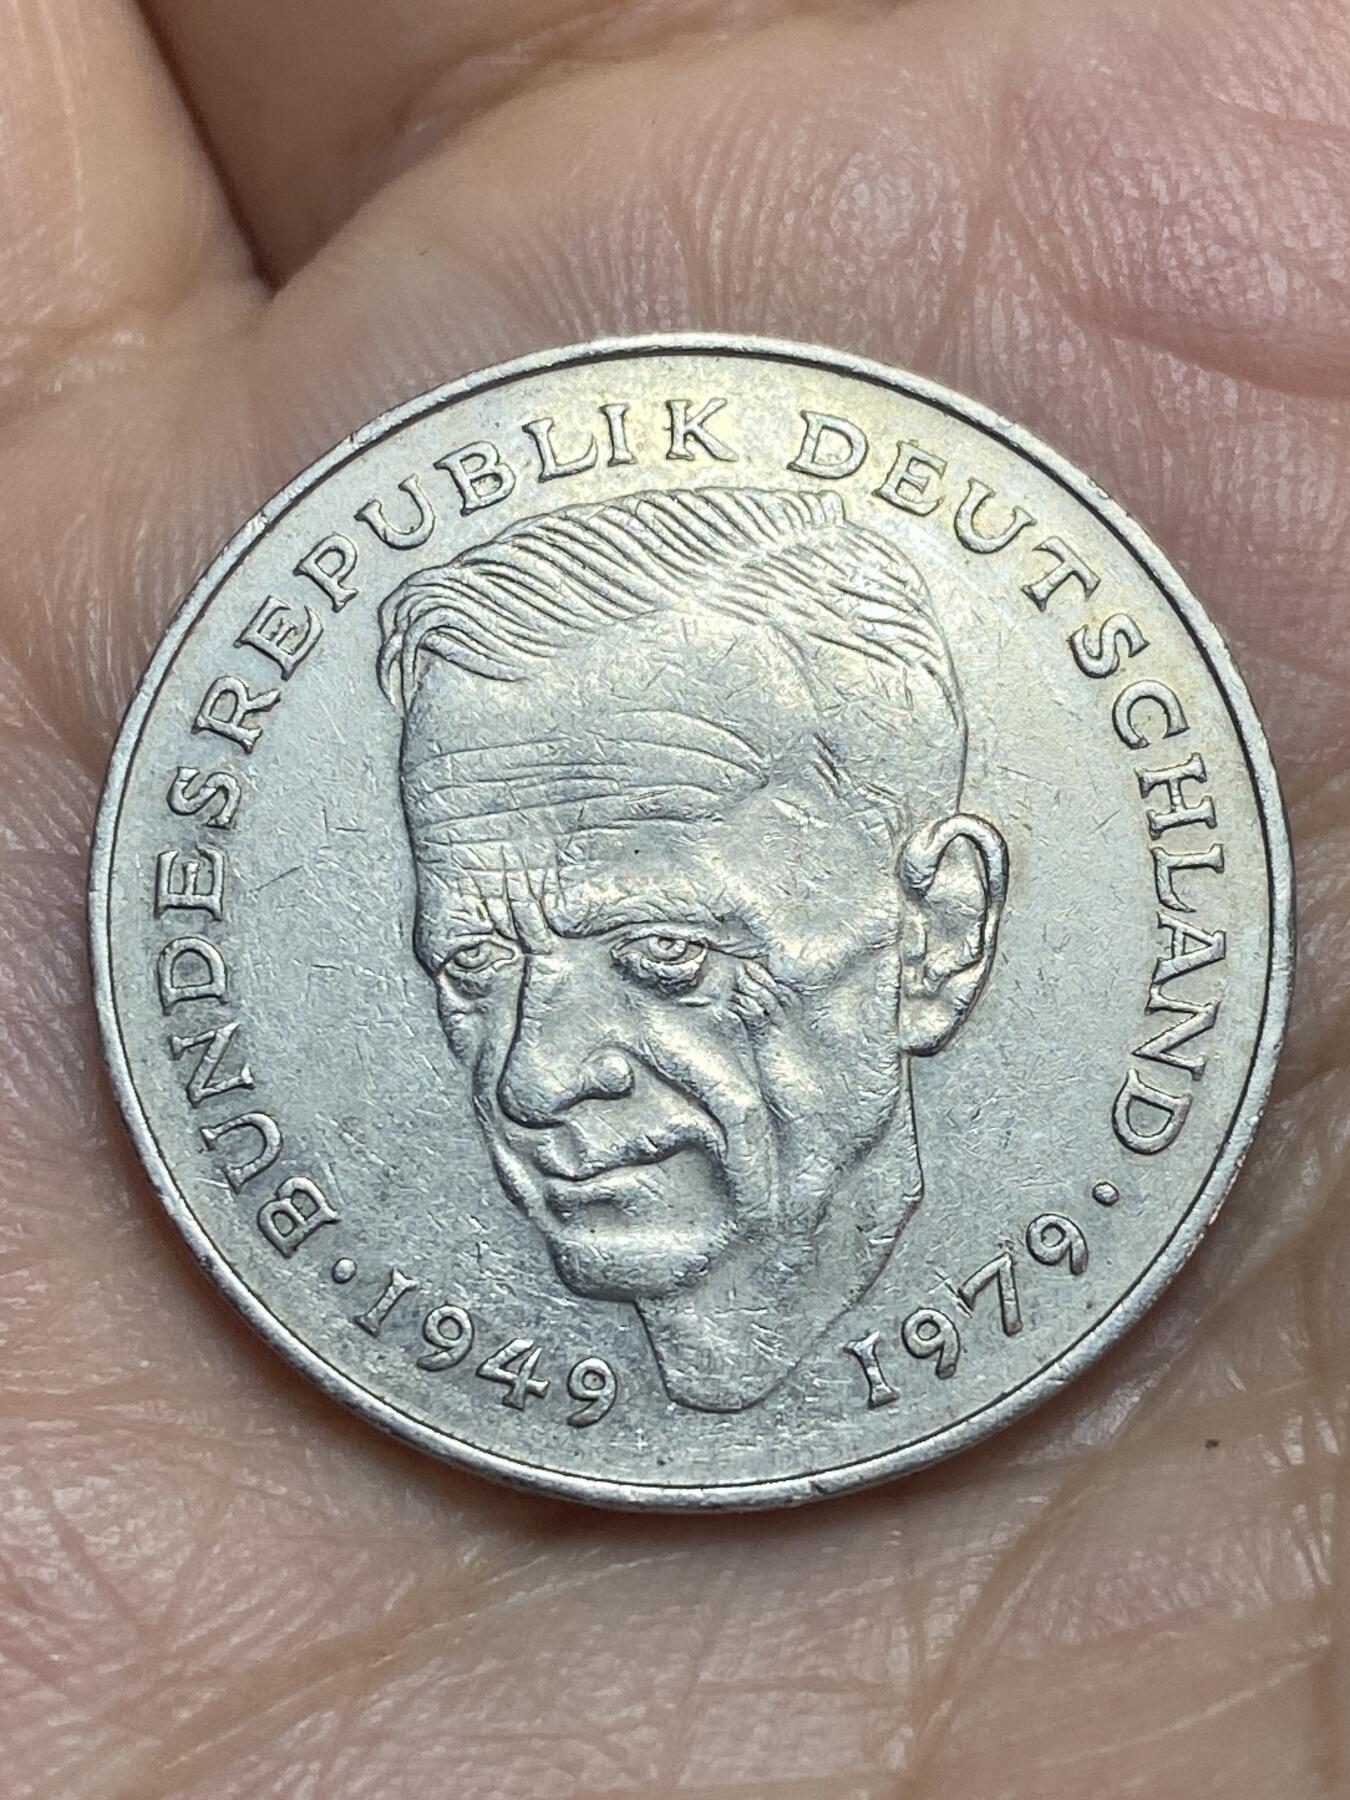 BUNDESREPUBLIK DEUTSCHLAND
· 1949 1979 ·